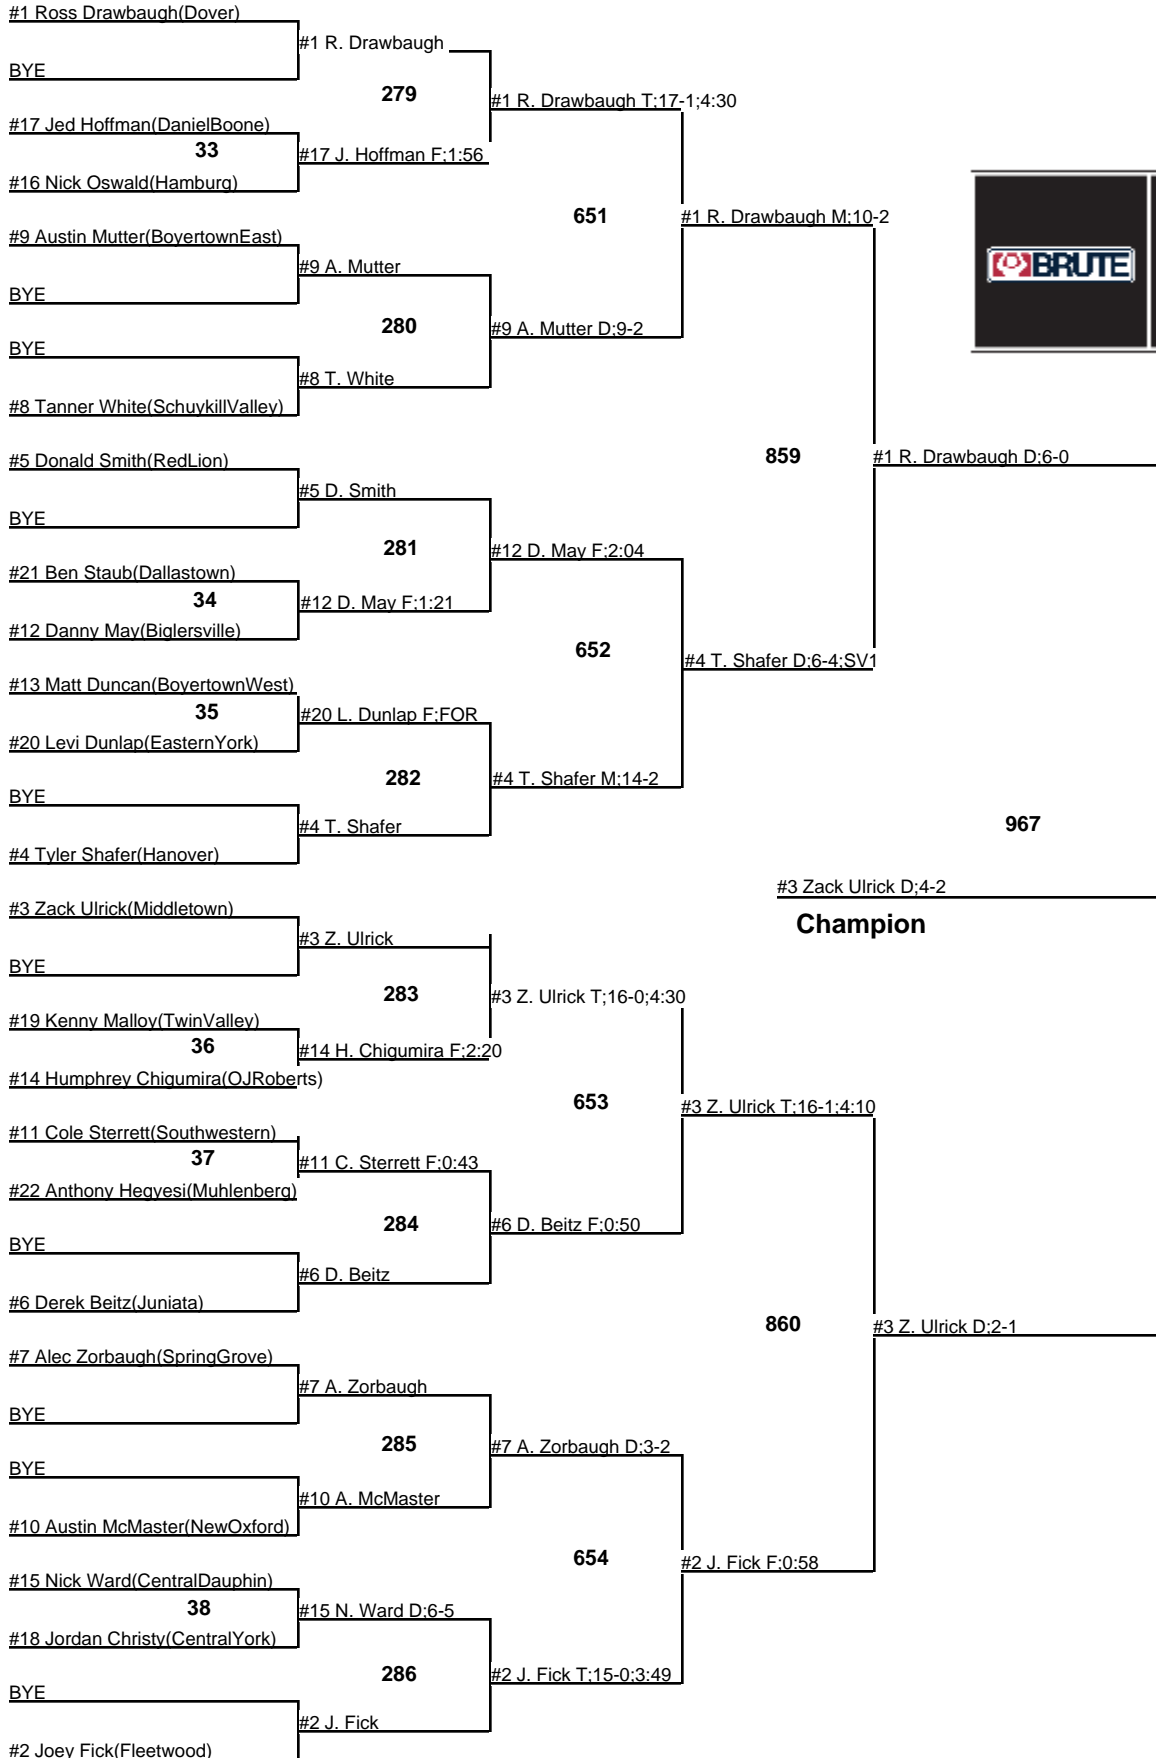 #1 Ross Drawbaugh(Dover)
#1 R. Drawbaugh
BYE
279
#1 R. Drawbaugh T;17-1;4:30
#17 Jed Hoffman(DanielBoone)
33
#17 J. Hoffman F;1:56
#16 Nick Oswald(Hamburg)
651
#1 R. Drawbaugh M;10-2
#9 Austin Mutter(BoyertownEast)
#9 A. Mutter
BYE
280
#9 A. Mutter D;9-2
BYE
#8 T. White
#8 Tanner White(SchuykillValley)
BRUTE
859
#1 R. Drawbaugh D;6-0
#5 Donald Smith(RedLion)
#5 D. Smith
BYE
281
#12 D. May F;2:04
#21 Ben Staub(Dallastown)
34
#12 D. May F;1:21
#12 Danny May(Biglersville)
652
#4 T. Shafer D;6-4;SV1
#13 Matt Duncan(BoyertownWest)
35
#20 L. Dunlap F;FOR
#20 Levi Dunlap(EasternYork)
282
#4 T. Shafer M;14-2
BYE
#4 T. Shafer
#4 Tyler Shafer(Hanover)
967
#3 Zack Ulrick D;4-2
Champion
#3 Zack Ulrick(Middletown)
#3 Z. Ulrick
BYE
283
#3 Z. Ulrick T;16-0;4:30
#19 Kenny Malloy(TwinValley)
36
#14 H. Chigumira F;2:20
#14 Humphrey Chigumira(OJRoberts)
653
#3 Z. Ulrick T;16-1;4:10
#11 Cole Sterrett(Southwestern)
37
#11 C. Sterrett F;0:43
#22 Anthony Hegyesi(Muhlenberg)
284
#6 D. Beitz F;0:50
BYE
#6 D. Beitz
#6 Derek Beitz(Juniata)
860
#3 Z. Ulrick D;2-1
#7 Alec Zorbaugh(SpringGrove)
#7 A. Zorbaugh
BYE
285
#7 A. Zorbaugh D;3-2
BYE
#10 A. McMaster
#10 Austin McMaster(NewOxford)
654
#2 J. Fick F;0:58
#15 Nick Ward(CentralDauphin)
38
#15 N. Ward D;6-5
#18 Jordan Christy(CentralYork)
286
#2 J. Fick T;15-0;3:49
BYE
#2 J. Fick
#2 Joey Fick(Fleetwood)